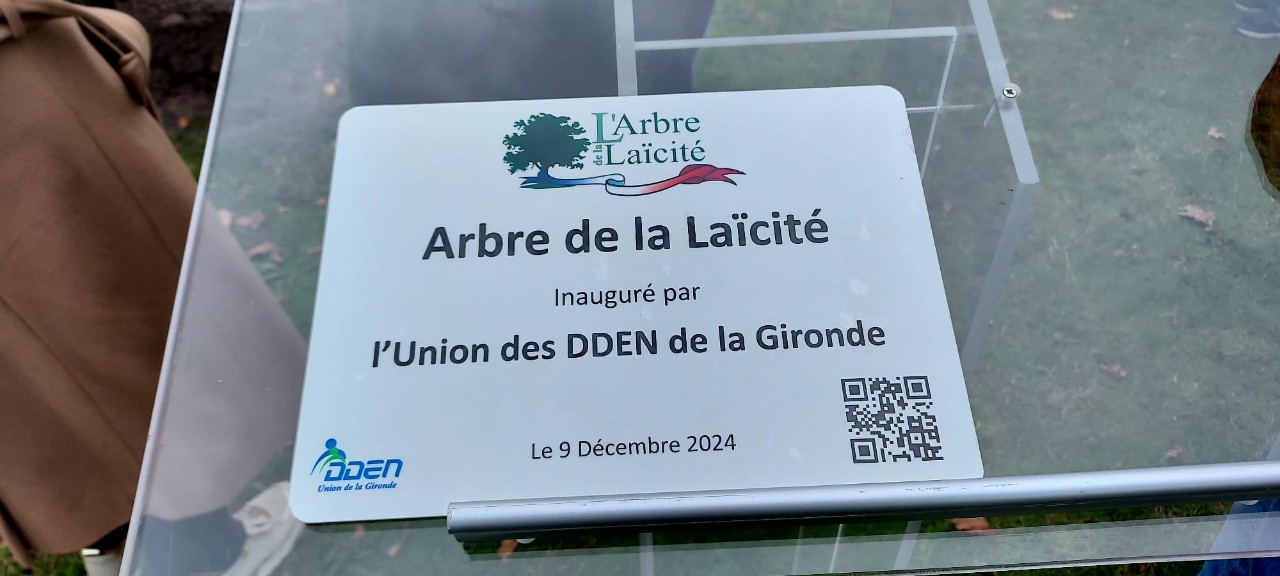 L'Arbre
de la
Laïcité
Arbre de la Laïcité
Inauguré par
l'Union des DDEN de la Gironde
Le 9 Décembre 2024
DDEN
Union de la Gironde